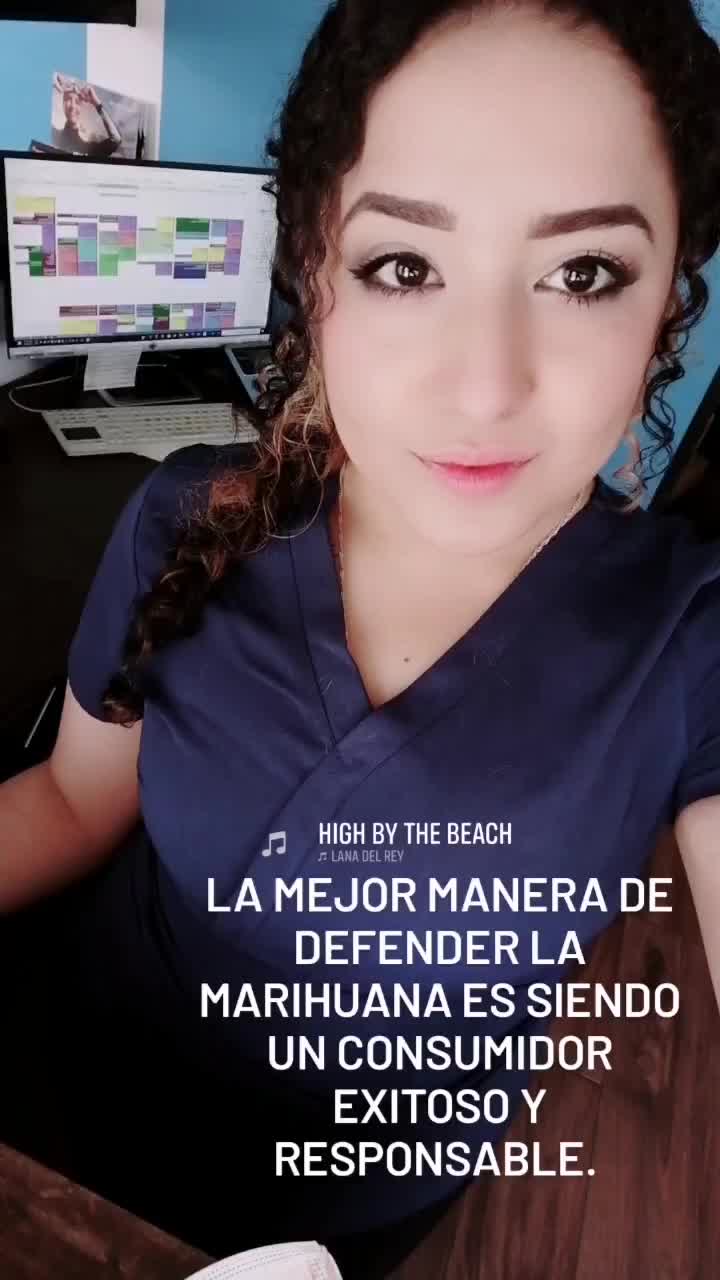 HIGH BY THE BEACH
♫ LANA DEL REY
LA MEJOR MANERA DE
DEFENDER LA
MARIHUANA ES SIENDO
UN CONSUMIDOR
EXITOSO Y
RESPONSABLE.